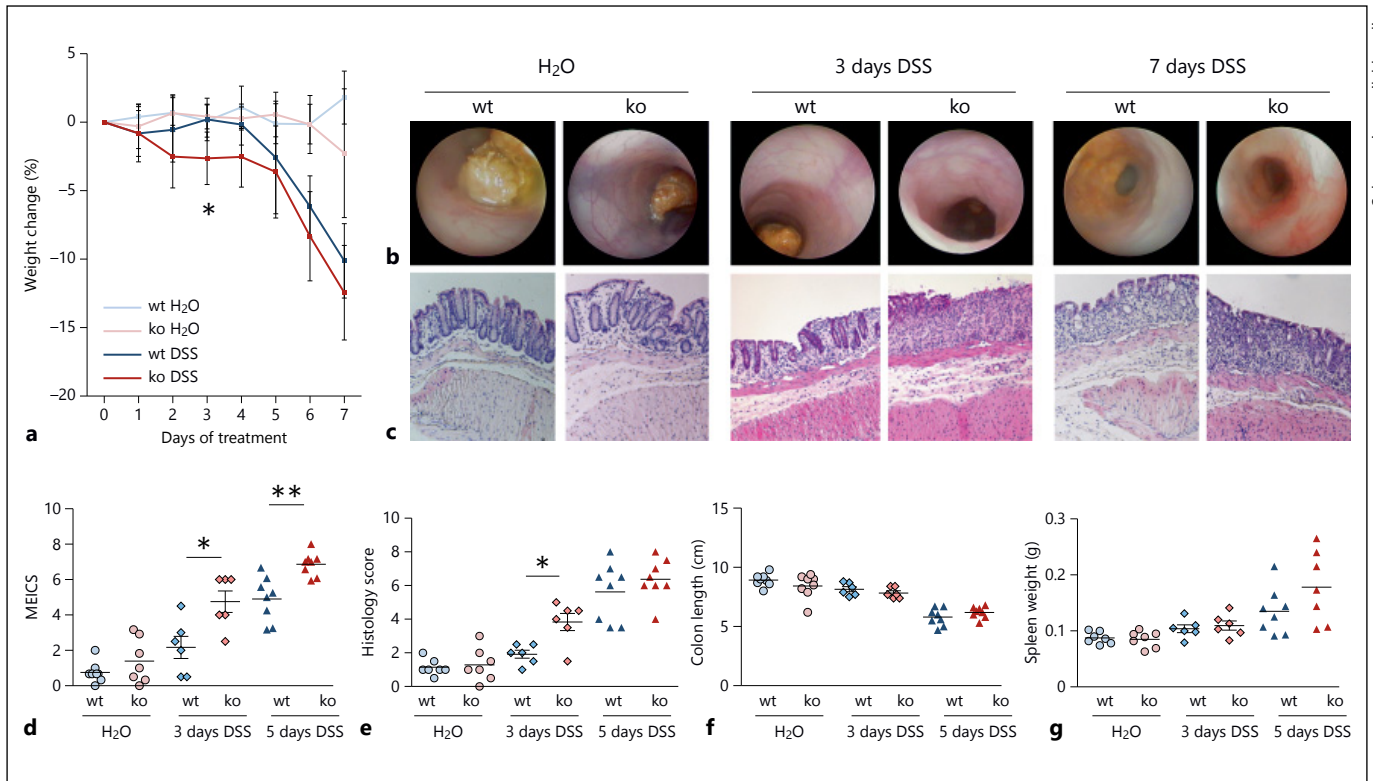 H₂O 3 days DSS 7 days DSS
wt ko wt ko wt ko
5
0
−5
−10
−15
−20
Weight change (%)
*
wt H₂O
ko H₂O
wt DSS
ko DSS
0 1 2 3 4 5 6 7
Days of treatment
a
b
c
10
8
6
4
2
0
MEICS
*
**
wt ko wt ko wt ko
H₂O 3 days DSS 5 days DSS
d
10
8
6
4
2
0
Histology score
*
wt ko wt ko wt ko
H₂O 3 days DSS 5 days DSS
e
15
10
5
0
Colon length (cm)
wt ko wt ko wt ko
H₂O 3 days DSS 5 days DSS
f
0.3
0.2
0.1
0
Spleen weight (g)
wt ko wt ko wt ko
H₂O 3 days DSS 5 days DSS
g